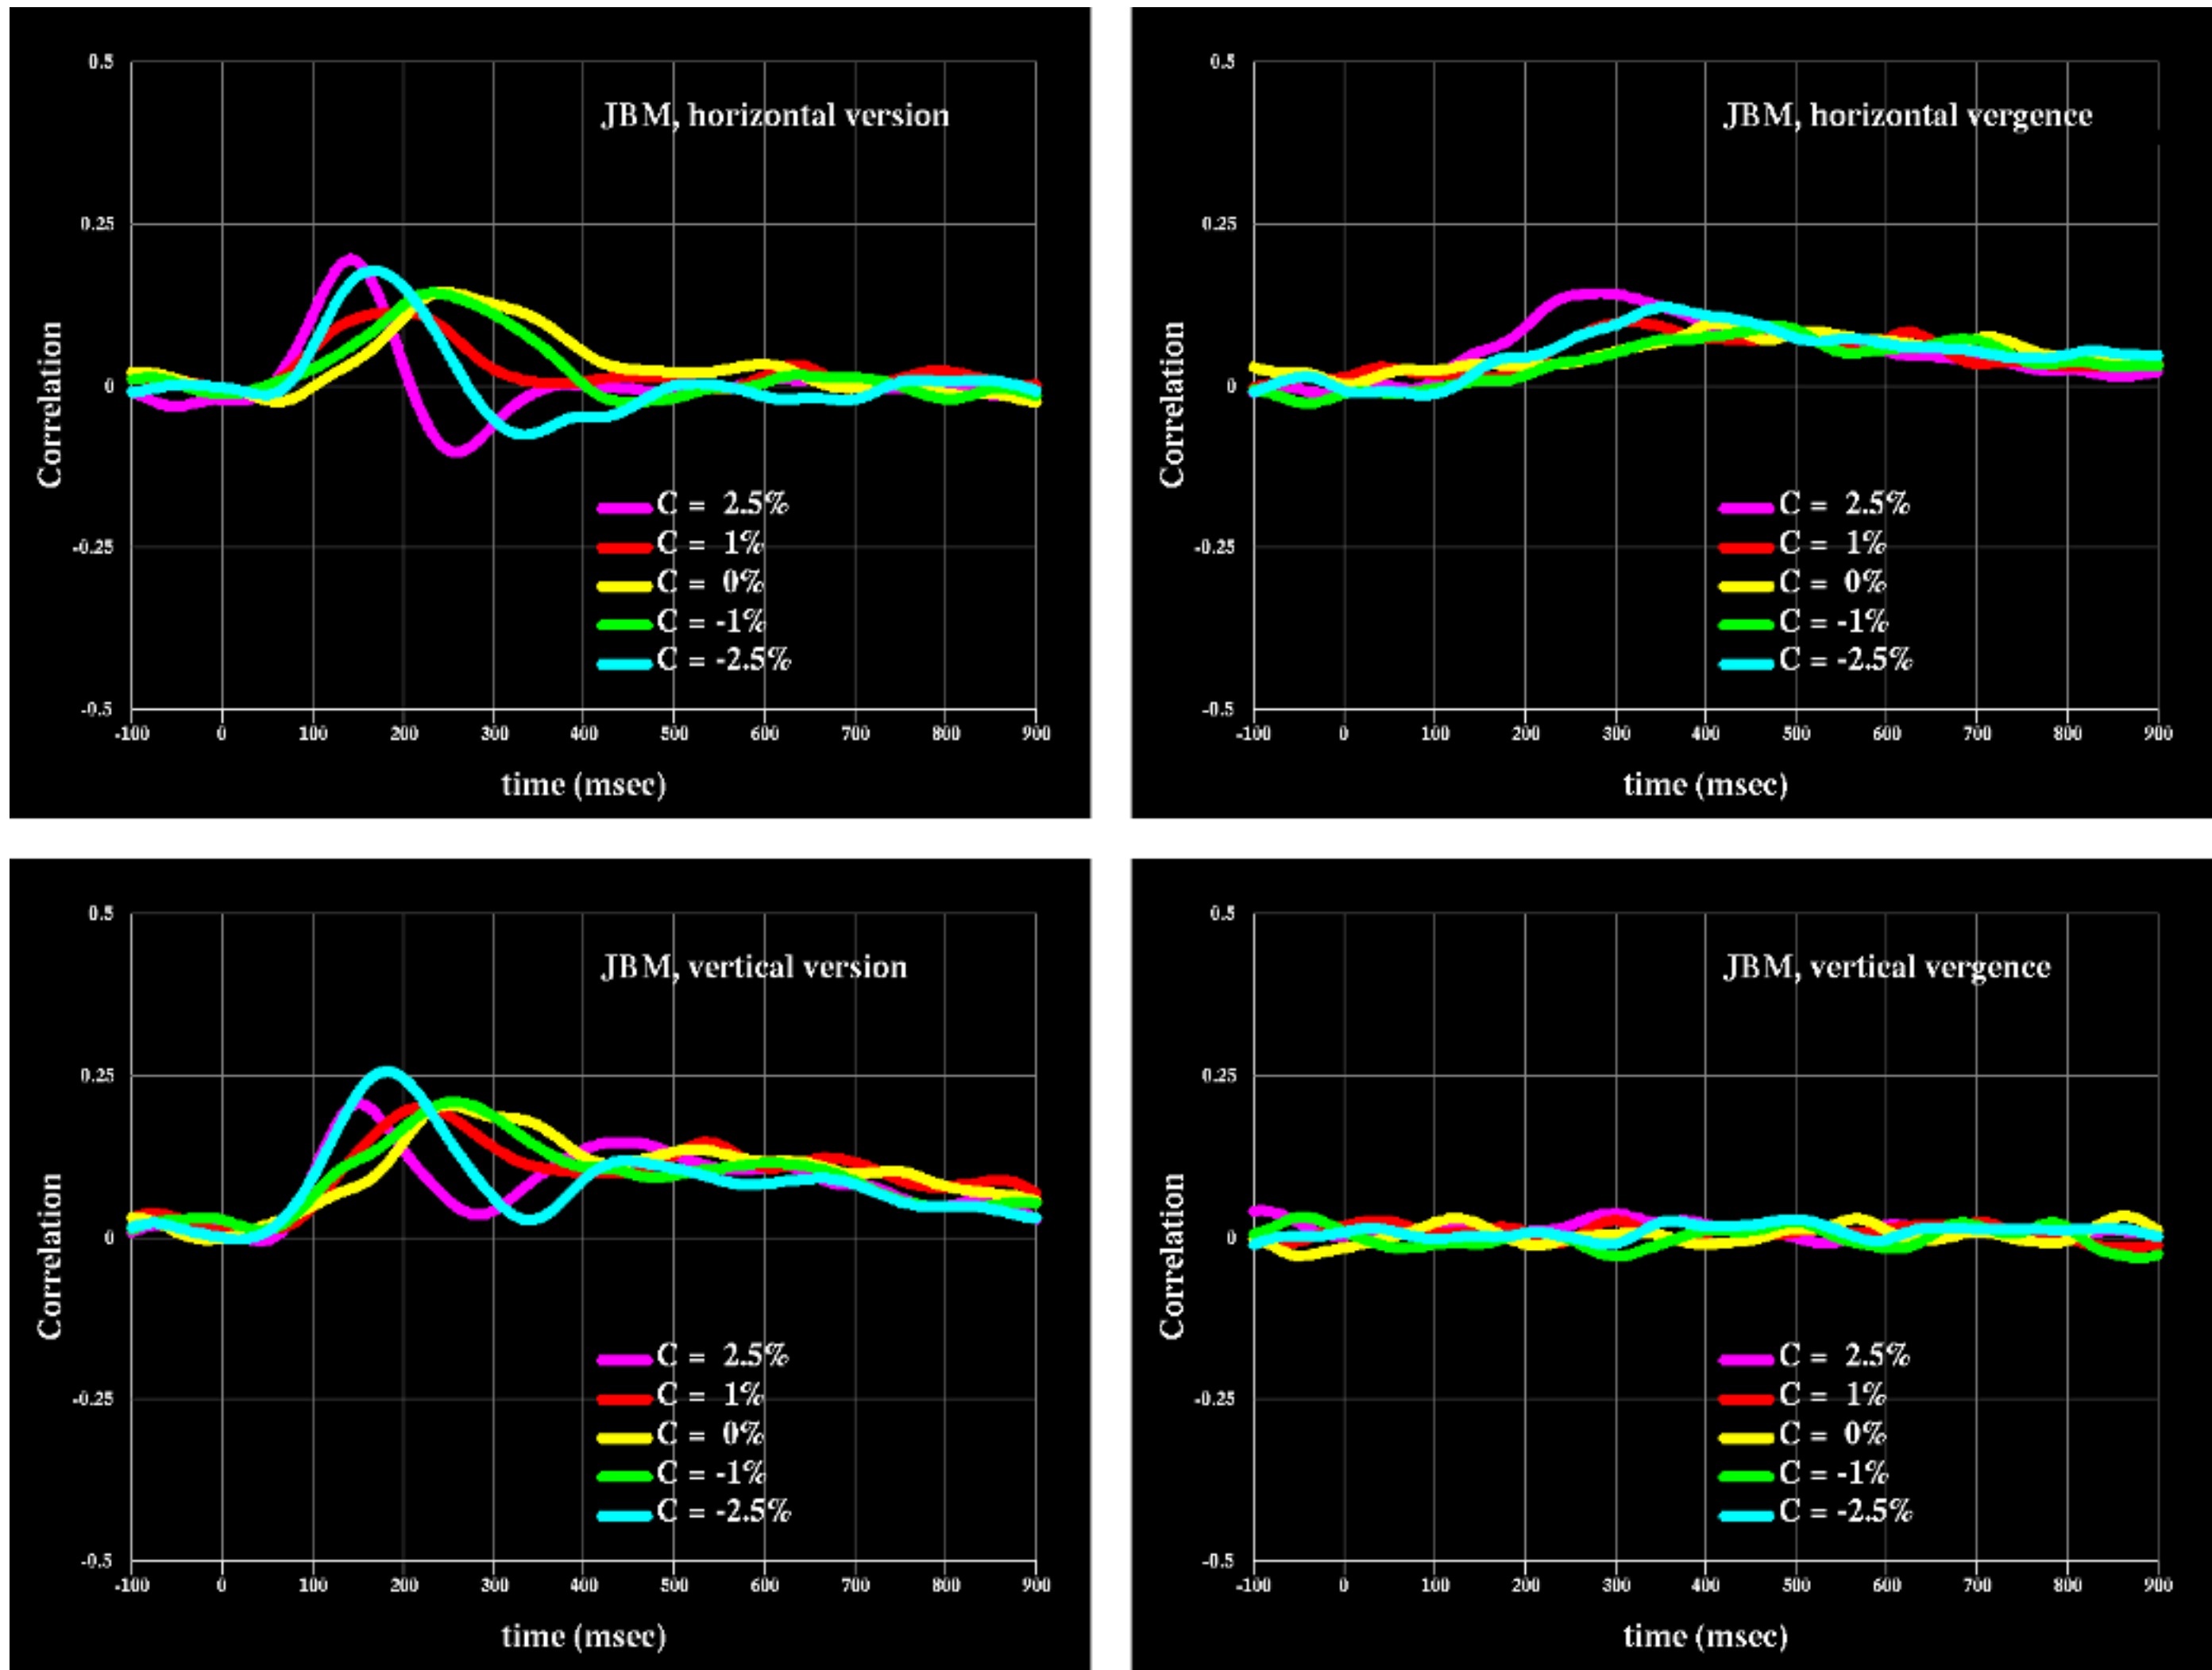 0.5
JBM, horizontal version
0.25
0
Correlation
C = 2.5%
C = 1%
-0.25
C = 0%
C = -1%
C = -2.5%
-0.5
-100 0 100 200 300 400 500 600 700 800 900
time (msec)
0.5
JBM, horizontal vergence
0.25
0
Correlation
C = 2.5%
C = 1%
-0.25
C = 0%
C = -1%
C = -2.5%
-0.5
-100 0 100 200 300 400 500 600 700 800 900
time (msec)
0.5
JBM, vertical version
0.25
0
Correlation
C = 2.5%
C = 1%
-0.25
C = 0%
C = -1%
C = -2.5%
-0.5
-100 0 100 200 300 400 500 600 700 800 900
time (msec)
0.5
JBM, vertical vergence
0.25
0
Correlation
C = 2.5%
C = 1%
-0.25
C = 0%
C = -1%
C = -2.5%
-0.5
-100 0 100 200 300 400 500 600 700 800 900
time (msec)